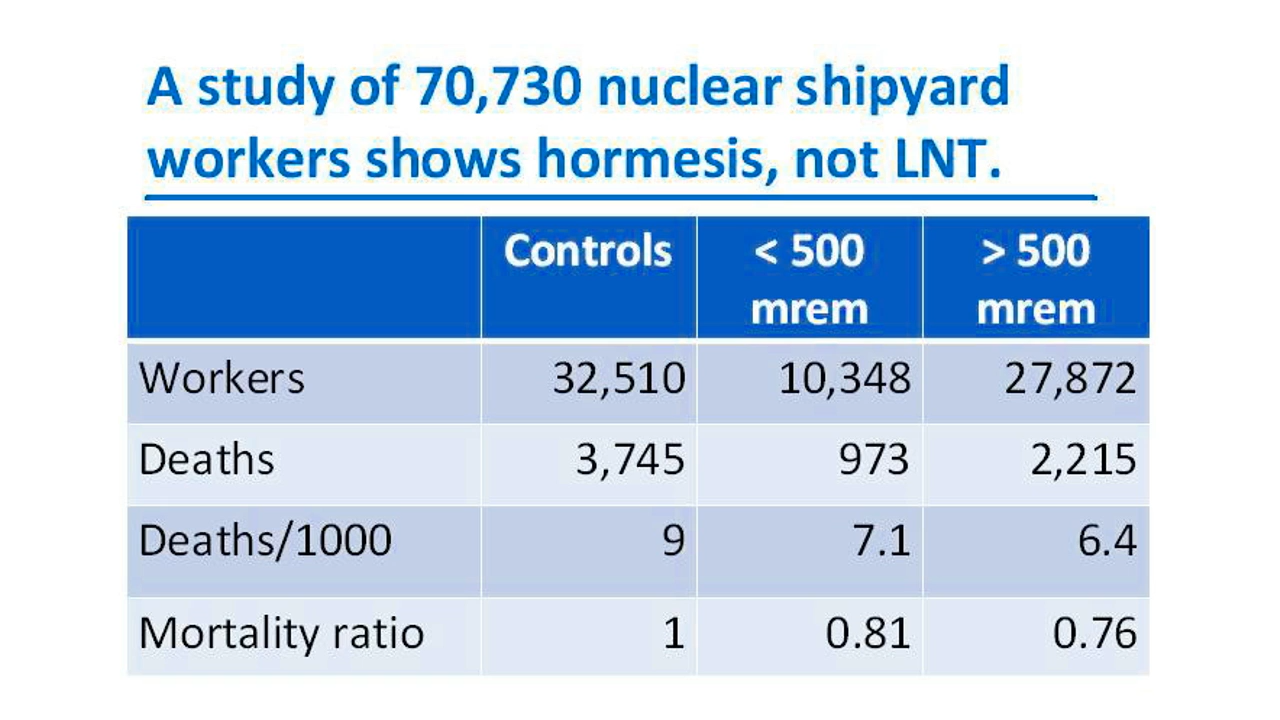 A study of 70,730 nuclear shipyard
workers shows hormesis, not LNT.
Controls < 500 mrem > 500 mrem
Workers 32,510 10,348 27,872
Deaths 3,745 973 2,215
Deaths/1000 9 7.1 6.4
Mortality ratio 1 0.81 0.76